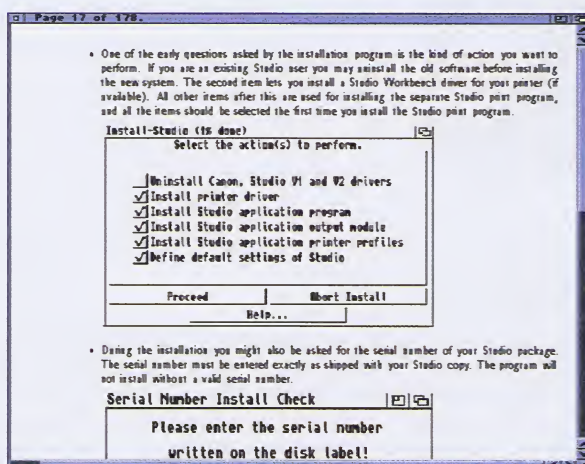 Page 17 of 178.
• One of the early questions asked by the installation program is the kind of action you want to
perform. If you are an existing Studio user you may uninstall the old software before installing
the new system. The second item lets you install a Studio Workbench driver for your printer (if
available). All other items after this are used for installing the separate Studio print program,
and all the items should be selected the first time you install the Studio print program.
Install-Studio (1% done)
Select the action(s) to perform.
Uninstall Canon, Studio V1 and V2 drivers
Install printer driver
Install Studio application program
Install Studio application output module
Install Studio application printer profiles
Define default settings of Studio
Proceed Abort Install
Help...
• During the installation you might also be asked for the serial number of your Studio package.
The serial number must be entered exactly as shipped with your Studio copy. The program will
not install without a valid serial number.
Serial Number Install Check
Please enter the serial number
written on the disk label!